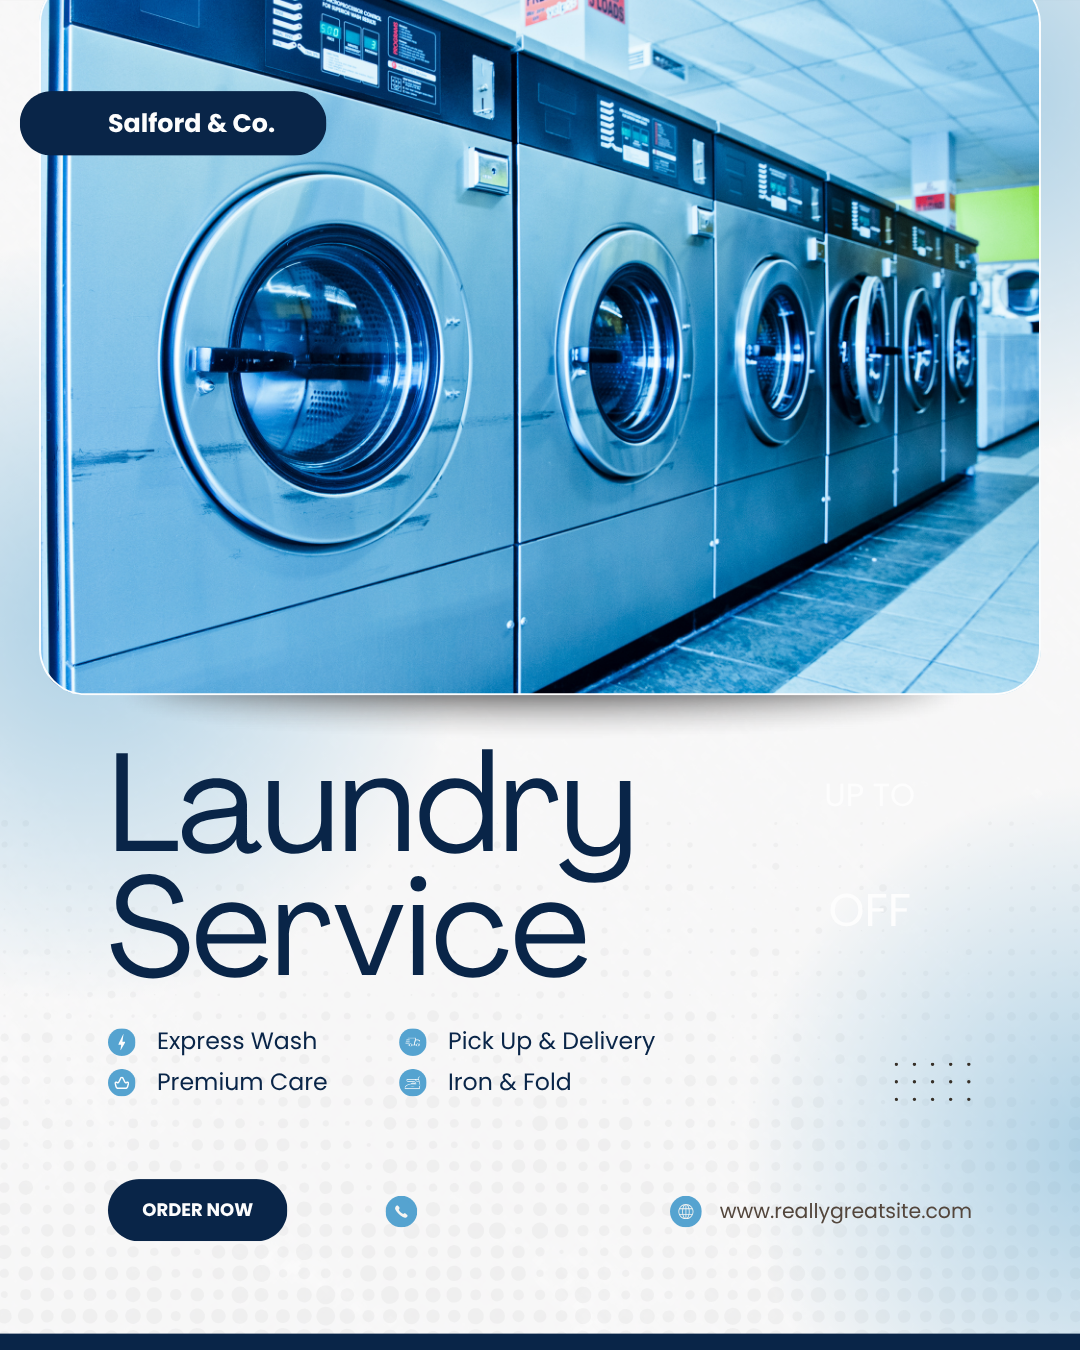 Salford & Co.
Laundry
Service
UP TO
OFF
Express Wash
Pick Up & Delivery
Premium Care
Iron & Fold
ORDER NOW
www.reallygreatsite.com